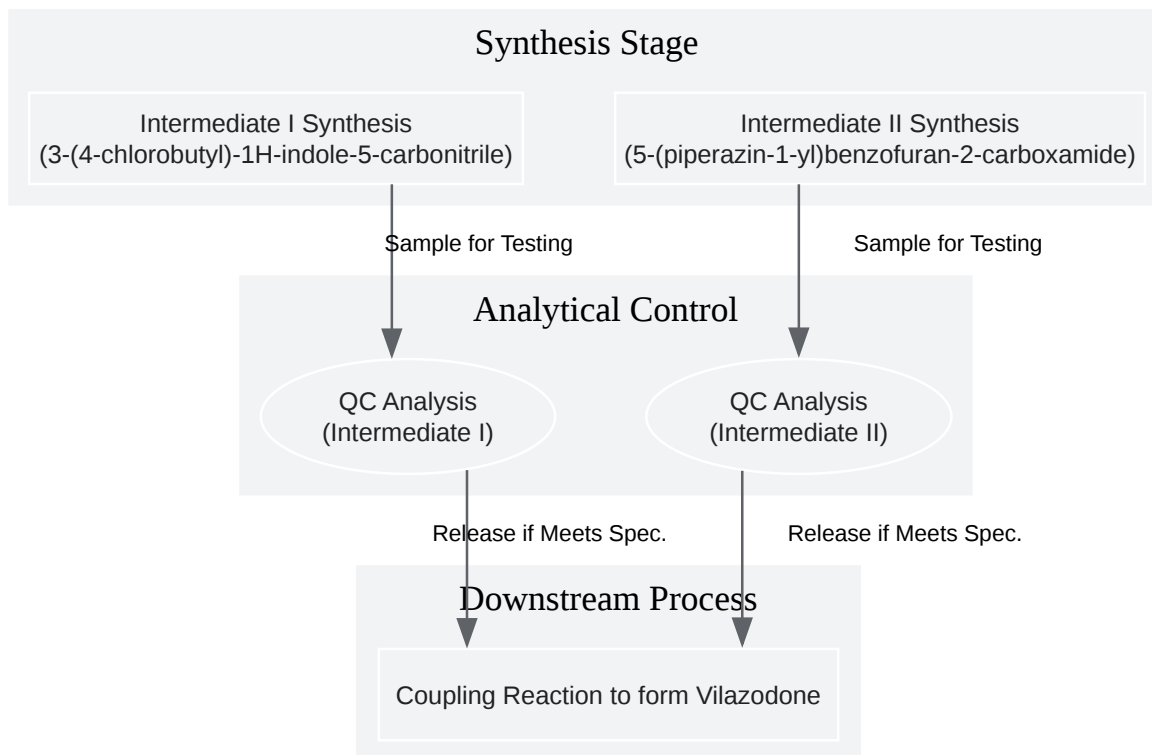 Synthesis Stage
Intermediate I Synthesis
(3-(4-chlorobutyl)-1H-indole-5-carbonitrile)
Intermediate II Synthesis
(5-(piperazin-1-yl)benzofuran-2-carboxamide)
Sample for Testing
Sample for Testing
Analytical Control
QC Analysis
(Intermediate I)
QC Analysis
(Intermediate II)
Release if Meets Spec.
Release if Meets Spec.
Downstream Process
Coupling Reaction to form Vilazodone